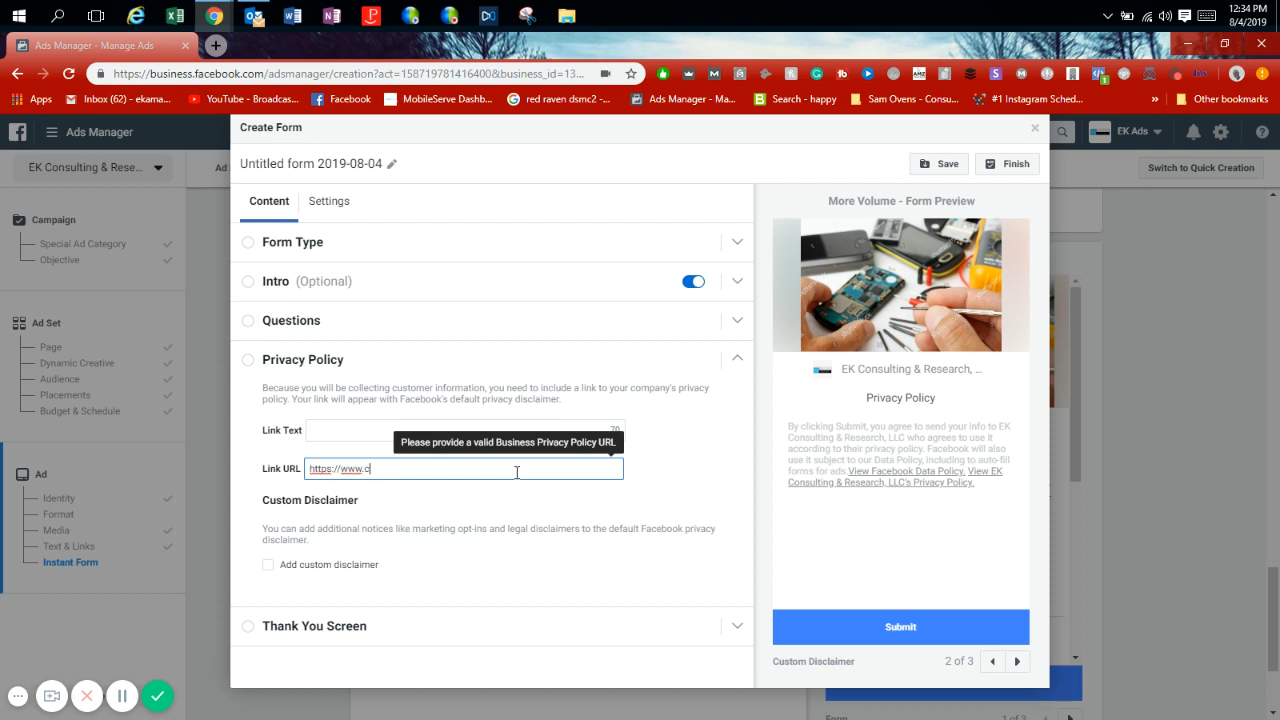 12:34 PM
8/4/2019
Ads Manager - Manage Ads
https://business.facebook.com/adsmanager/creation?act=158719781416400&business_id=13...
Apps
Inbox (62) - ekama...
YouTube - Broadcas...
Facebook
MobileServe Dashb...
red raven dsmc2 -...
Ads Manager - Ma...
Search - happy
Sam Ovens - Consu...
#1 Instagram Sched...
»
Other bookmarks
Ads Manager
EK Ads
Create Form
EK Consulting & Rese...
Ad
Switch to Quick Creation
Untitled form 2019-08-04
Save
Finish
Content
Settings
More Volume - Form Preview
Campaign
Special Ad Category
Objective
Form Type
Intro (Optional)
Questions
Ad Set
Page
Dynamic Creative
Audience
Placements
Budget & Schedule
Privacy Policy
Because you will be collecting customer information, you need to include a link to your company's privacy
policy. Your link will appear with Facebook's default privacy disclaimer.
Link Text
70
Please provide a valid Business Privacy Policy URL
Link URL
https://www.c
Custom Disclaimer
You can add additional notices like marketing opt-ins and legal disclaimers to the default Facebook privacy
disclaimer.
Add custom disclaimer
Thank You Screen
Ad
Identity
Format
Media
Text & Links
Instant Form
EK Consulting & Research, ...
Privacy Policy
By clicking Submit, you agree to send your info to EK
Consulting & Research, LLC who agrees to use it
according to their privacy policy. Facebook will also
use it subject to our Data Policy, including to auto-fill
forms for ads.View Facebook Data Policy. View EK
Consulting & Research, LLC's Privacy Policy.
Submit
Custom Disclaimer
2 of 3
Form
1 of 3